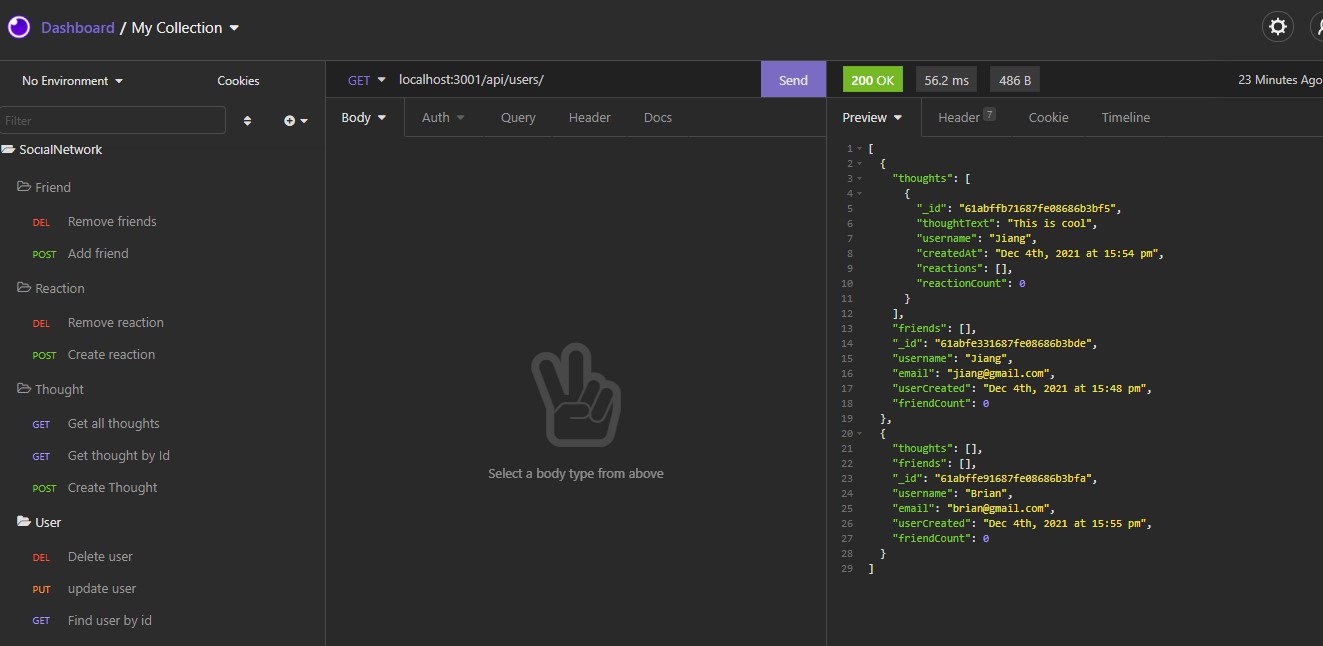 Dashboard / My Collection
No Environment
Cookies
Filter
SocialNetwork
Friend
DEL Remove friends
POST Add friend
Reaction
DEL Remove reaction
POST Create reaction
Thought
GET Get all thoughts
GET Get thought by Id
POST Create Thought
User
DEL Delete user
PUT update user
GET Find user by id
GET localhost:3001/api/users/ Send
Body Auth Query Header Docs
Select a body type from above
200 OK 56.2 ms 486 B 23 Minutes Ago
Preview Header 7 Cookie Timeline
1 [
2 {
3 "thoughts": [
4 {
5 "_id": "61abffb71687fe08686b3bf5",
6 "thoughtText": "This is cool",
7 "username": "Jiang",
8 "createdAt": "Dec 4th, 2021 at 15:54 pm",
9 "reactions": [],
10 "reactionCount": 0
11 }
12 ],
13 "friends": [],
14 "_id": "61abfe331687fe08686b3bde",
15 "username": "Jiang",
16 "email": "jiang@gmail.com",
17 "userCreated": "Dec 4th, 2021 at 15:48 pm",
18 "friendCount": 0
19 },
20 {
21 "thoughts": [],
22 "friends": [],
23 "_id": "61abffe91687fe08686b3bfa",
24 "username": "Brian",
25 "email": "brian@gmail.com",
26 "userCreated": "Dec 4th, 2021 at 15:55 pm",
27 "friendCount": 0
28 }
29 ]